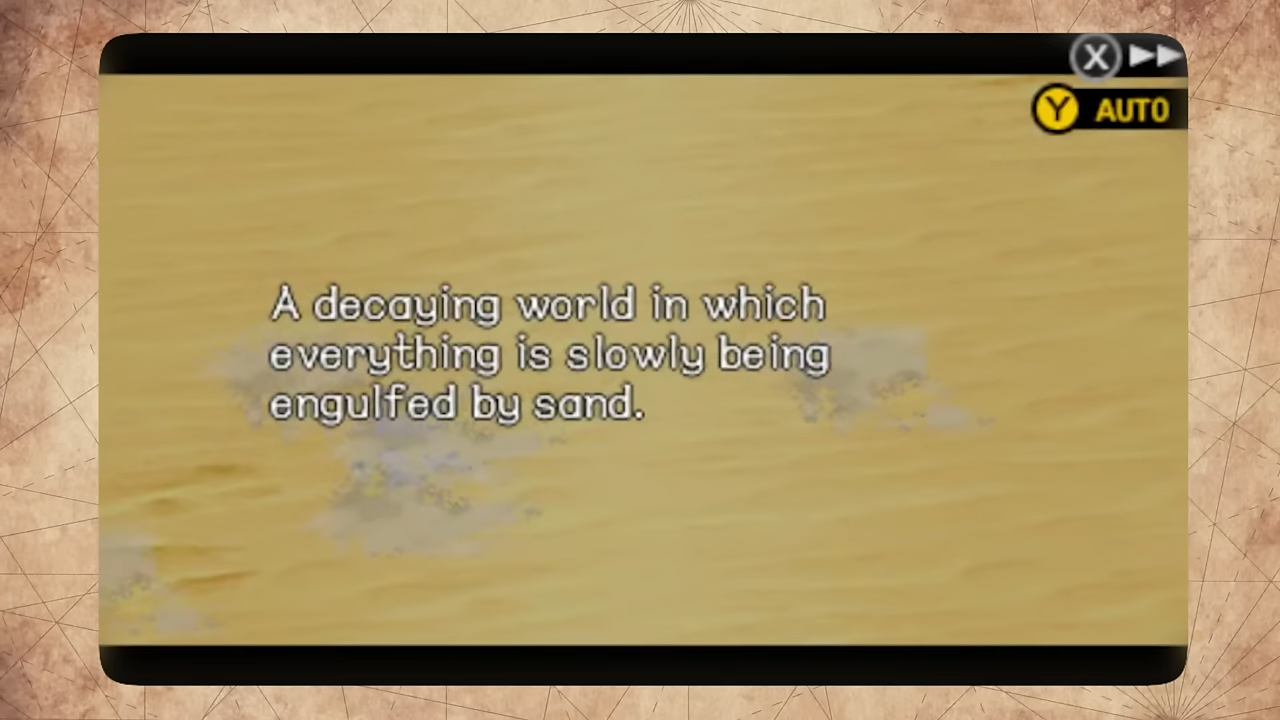 X
Y AUTO
A decaying world in which
everything is slowly being
engulfed by sand.